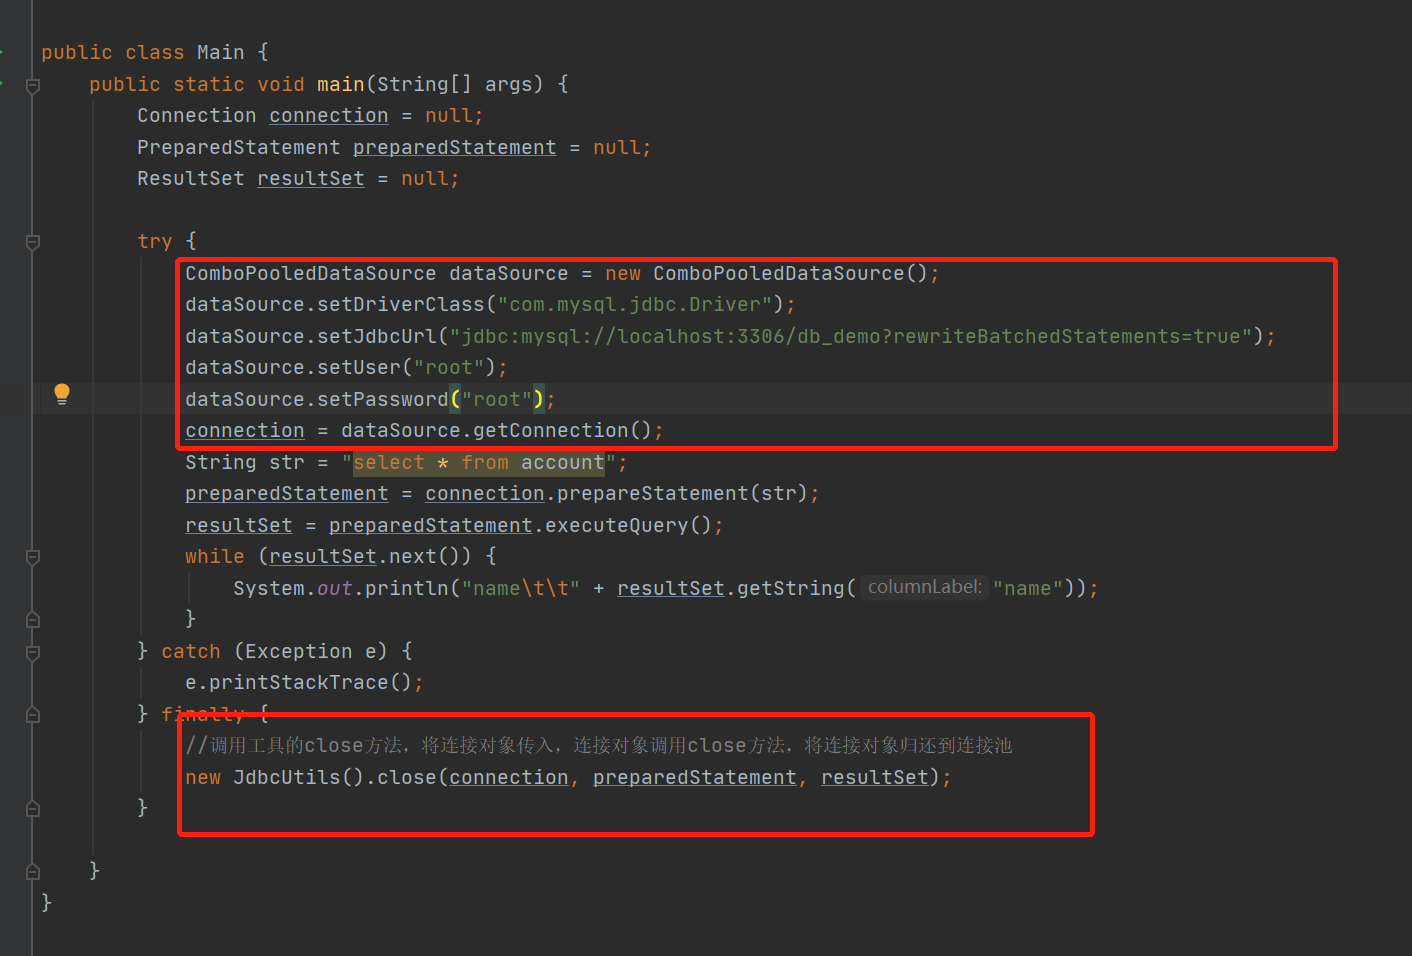 public class Main {
    public static void main(String[] args) {
        Connection connection = null;
        PreparedStatement preparedStatement = null;
        ResultSet resultSet = null;

        try {
            ComboPooledDataSource dataSource = new ComboPooledDataSource();
            dataSource.setDriverClass("com.mysql.jdbc.Driver");
            dataSource.setJdbcUrl("jdbc:mysql://localhost:3306/db_demo?rewriteBatchedStatements=true");
            dataSource.setUser("root");
            dataSource.setPassword("root");
            connection = dataSource.getConnection();
            String str = "select * from account";
            preparedStatement = connection.prepareStatement(str);
            resultSet = preparedStatement.executeQuery();
            while (resultSet.next()) {
                System.out.println("name\t\t" + resultSet.getString( columnLabel: "name"));
            }
        } catch (Exception e) {
            e.printStackTrace();
        } finally {
            //调用工具的close方法，将连接对象传入，连接对象调用close方法，将连接对象归还到连接池
            new JdbcUtils().close(connection, preparedStatement, resultSet);
        }

    }
}